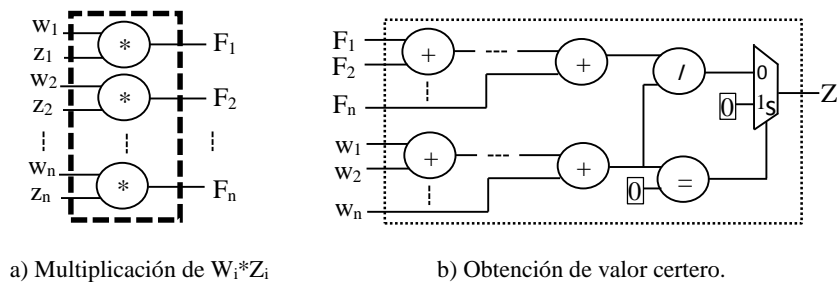 w1 * F1
z1
w2 * F2
z2
wn * Fn
zn
a) Multiplicación de Wi*Zi
F1
F2 + --- + / 0
Fn 0 1 S Z
w1
w2 + --- + =
0
wn
b) Obtención de valor certero.